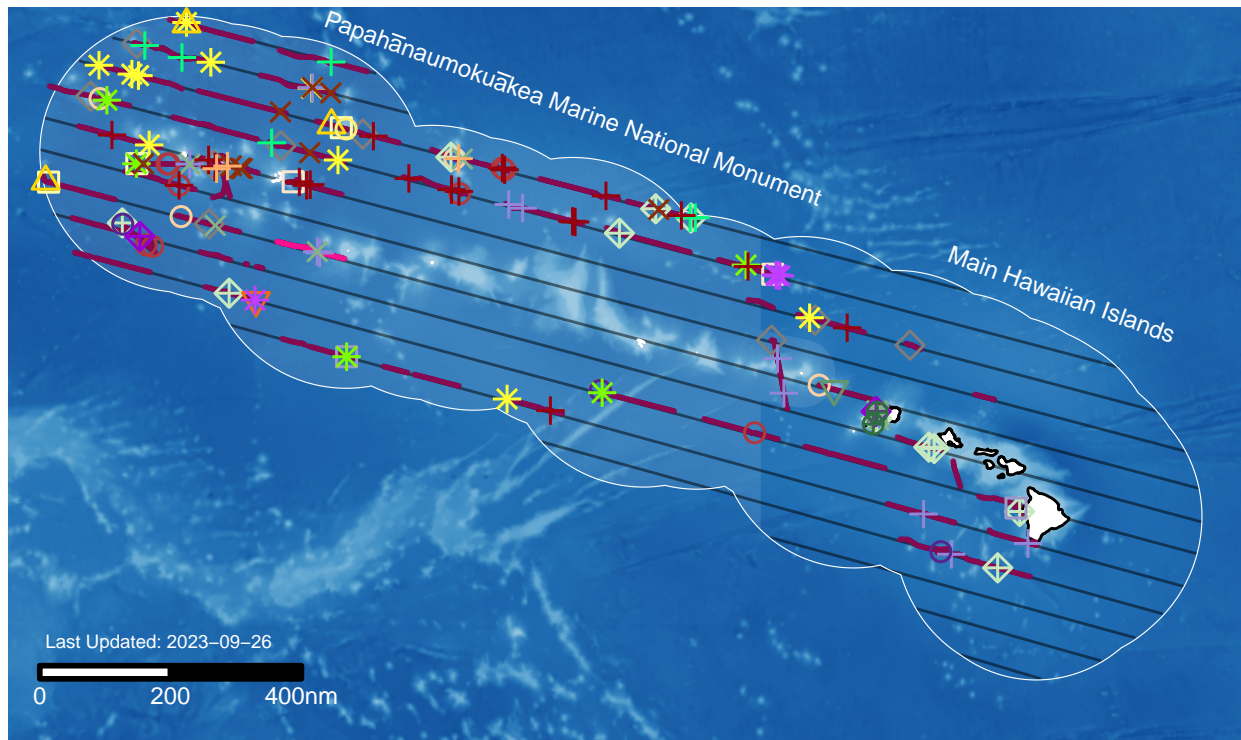 Papahānaumokuākea Marine National Monument
Main Hawaiian Islands
Last Updated: 2023−09−26
0 200 400nm